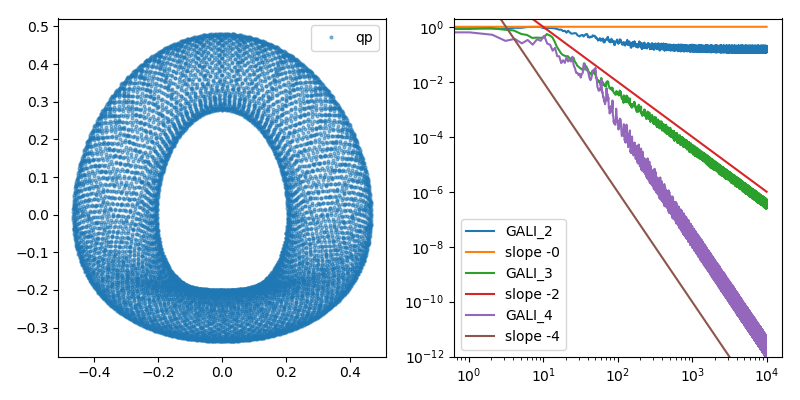 qp
0.5
0.4
0.3
0.2
0.1
0.0
−0.1
−0.2
−0.3
−0.4 −0.2 0.0 0.2 0.4
10^0
10^−2
10^−4
10^−6
10^−8
10^−10
10^−12
GALI_2
slope -0
GALI_3
slope -2
GALI_4
slope -4
10^0 10^1 10^2 10^3 10^4